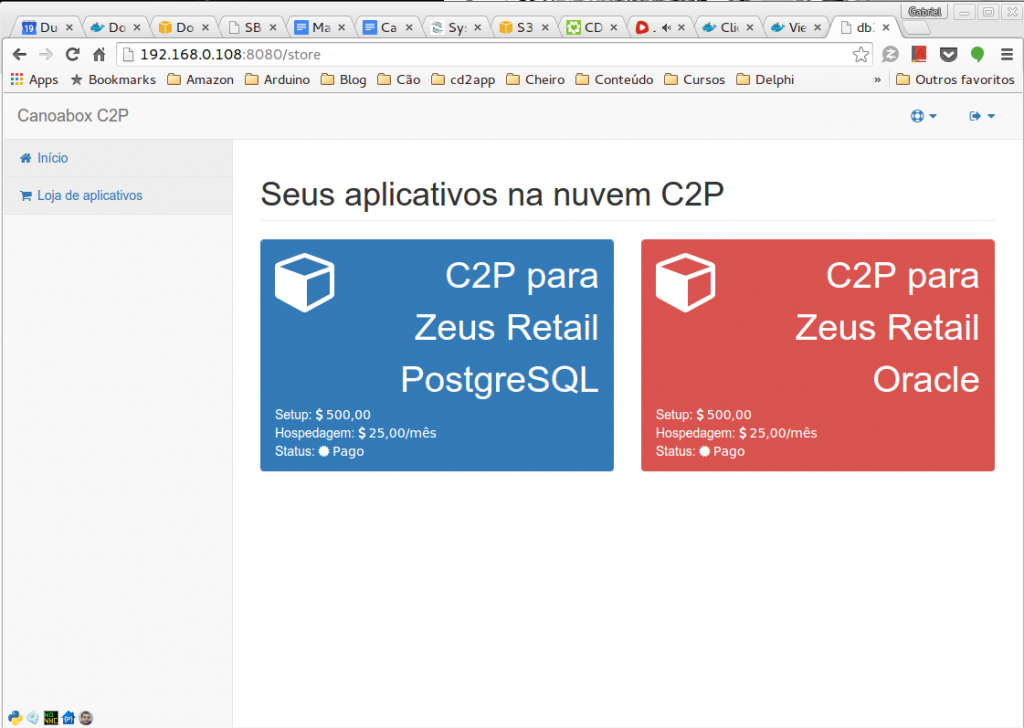 Gabriel
19 Du
Do
Do
SB
Ma
Ca
Sy
S3
CD
.
Clic
Vie
db
192.168.0.108:8080/store
Apps Bookmarks Amazon Arduino Blog Cão cd2app Cheiro Conteúdo Cursos Delphi » Outros favoritos
Canoabox C2P
Início
Loja de aplicativos
Seus aplicativos na nuvem C2P
C2P para
Zeus Retail
PostgreSQL
Setup: $ 500,00
Hospedagem: $ 25,00/mês
Status: Pago
C2P para
Zeus Retail
Oracle
Setup: $ 500,00
Hospedagem: $ 25,00/mês
Status: Pago